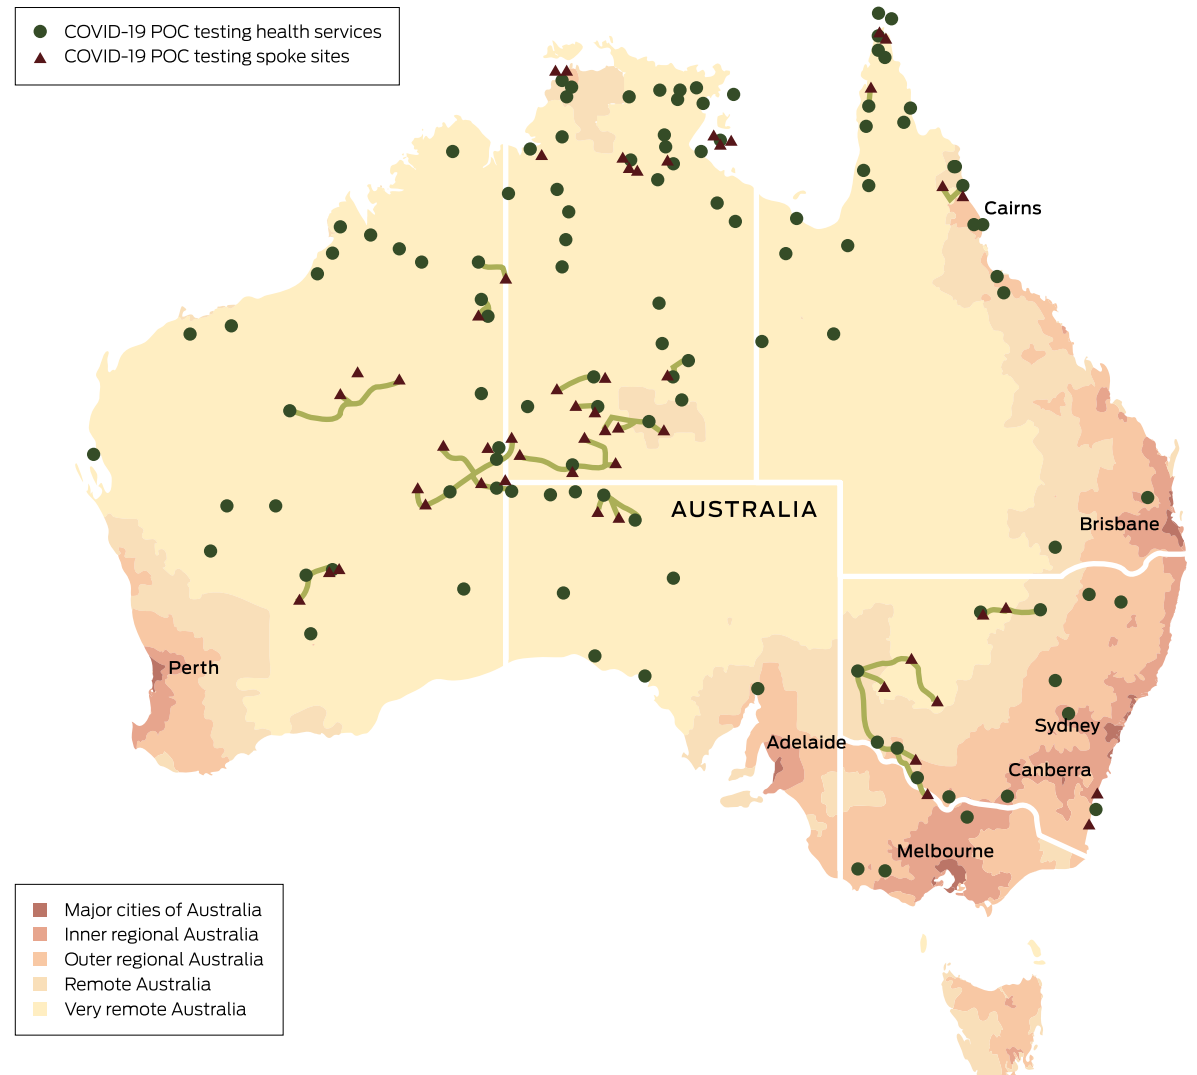 COVID-19 POC testing health services
COVID-19 POC testing spoke sites
Cairns
AUSTRALIA
Brisbane
Perth
Sydney
Adelaide
Canberra
Melbourne
Major cities of Australia
Inner regional Australia
Outer regional Australia
Remote Australia
Very remote Australia